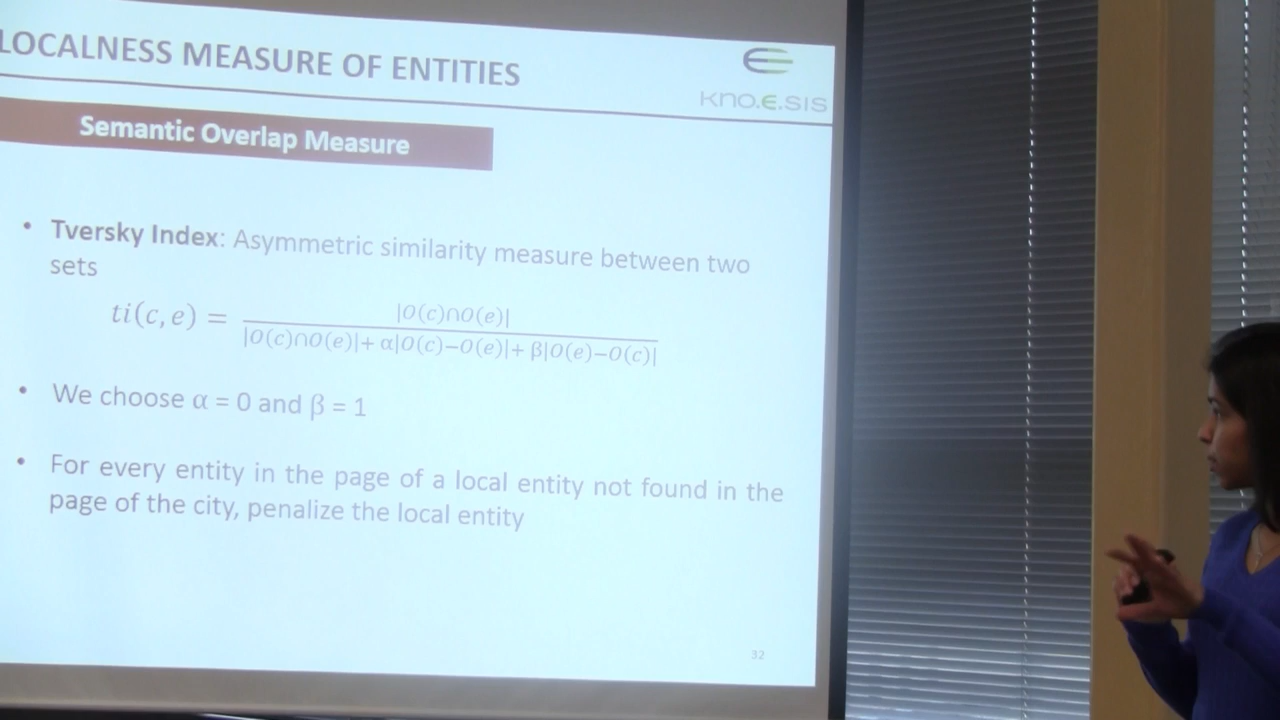 LOCALNESS MEASURE OF ENTITIES
KNO.E.SIS
Semantic Overlap Measure
• Tversky Index: Asymmetric similarity measure between two
sets
ti(c, e) = |O(c)∩O(e)| / |O(c)∩O(e)|+ α|O(c)−O(e)|+ β|O(e)−O(c)|
• We choose α = 0 and β = 1
• For every entity in the page of a local entity not found in the
page of the city, penalize the local entity
32